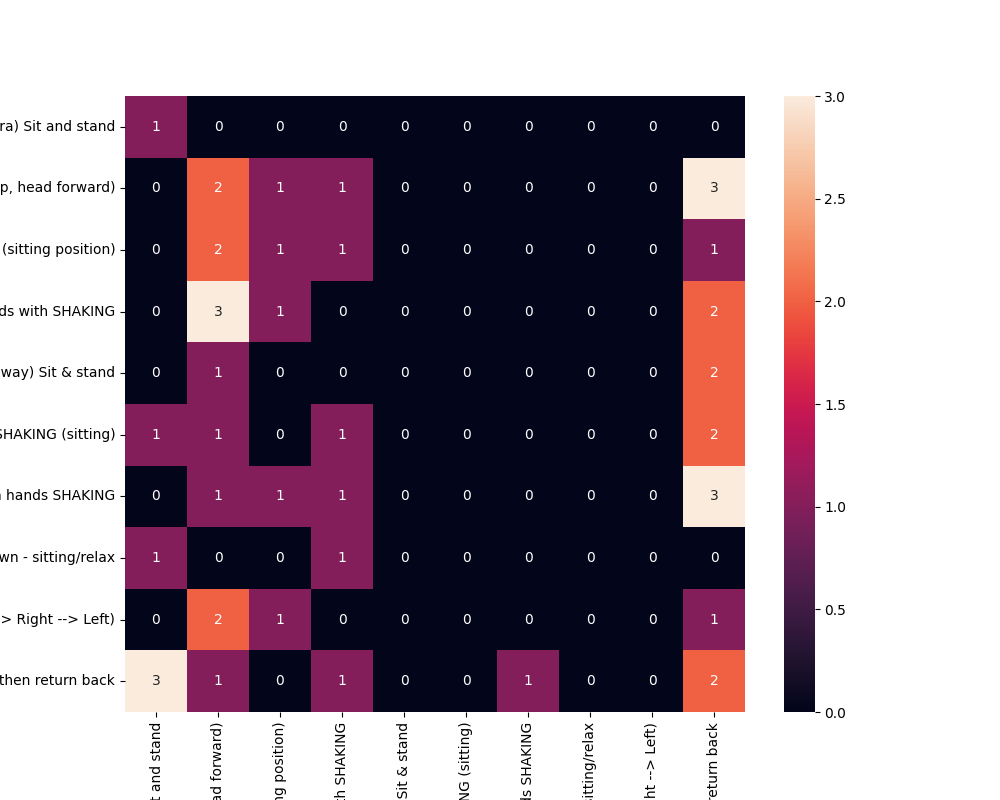 ra) Sit and stand 1 0 0 0 0 0 0 0 0 0
p, head forward) 0 2 1 1 0 0 0 0 0 3
(sitting position) 0 2 1 1 0 0 0 0 0 1
ds with SHAKING 0 3 1 0 0 0 0 0 0 2
way) Sit & stand 0 1 0 0 0 0 0 0 0 2
SHAKING (sitting) 1 1 0 1 0 0 0 0 0 2
hands SHAKING 0 1 1 1 0 0 0 0 0 3
wn - sitting/relax 1 0 0 1 0 0 0 0 0 0
> Right --> Left) 0 2 1 0 0 0 0 0 0 1
then return back 3 1 0 1 0 0 1 0 0 2
t and stand
ad forward)
ng position)
th SHAKING
Sit & stand
NG (sitting)
ds SHAKING
sitting/relax
ht --> Left)
return back
3.0
2.5
2.0
1.5
1.0
0.5
0.0